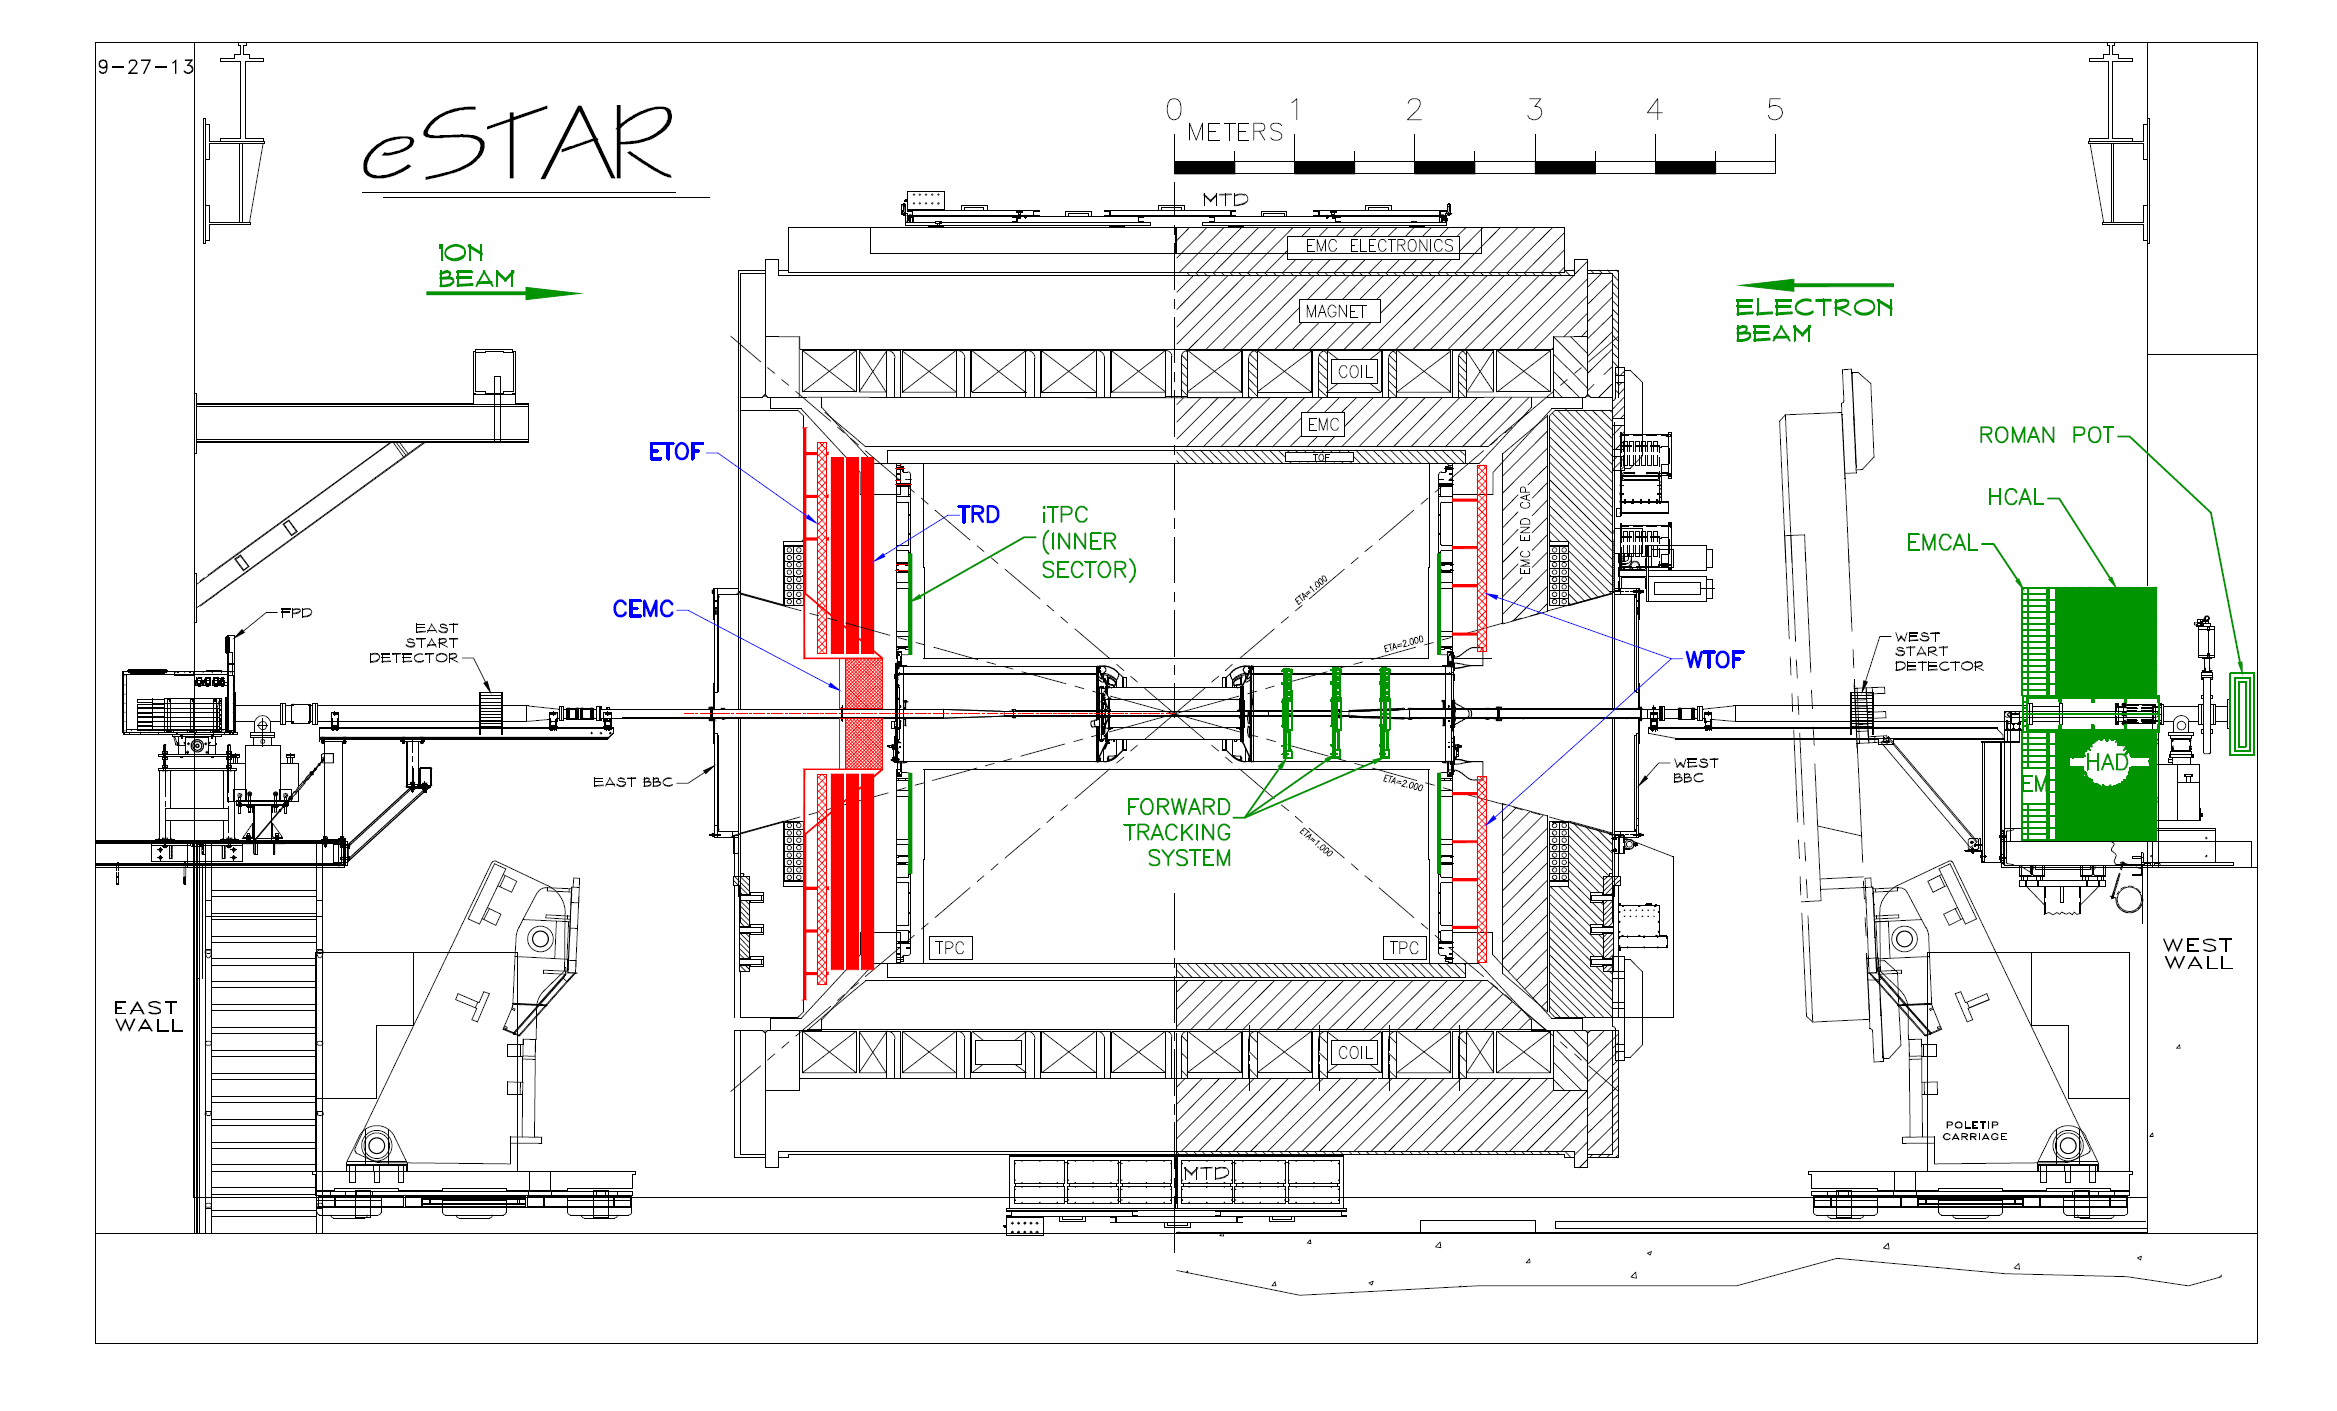 9-27-13
eSTAR
0 1 2 3 4 5
METERS
MTD
EMC ELECTRONICS
ION
BEAM
MAGNET
ELECTRON
BEAM
COIL
EMC
ROMAN POT
ETOF
TOF
HCAL
TRD
iTPC
(INNER
SECTOR)
EMC END CAP
EMCAL
ETA=1.000
CEMC
FPD
EAST
START
DETECTOR
ETA=2.000
WEST
START
DETECTOR
WTOF
EAST BBC
WEST
BBC
HAD
EM
ETA=2.000
FORWARD
TRACKING
SYSTEM
ETA=1.000
TPC
TPC
WEST
WALL
EAST
WALL
COIL
POLETIP
CARRIAGE
MTD